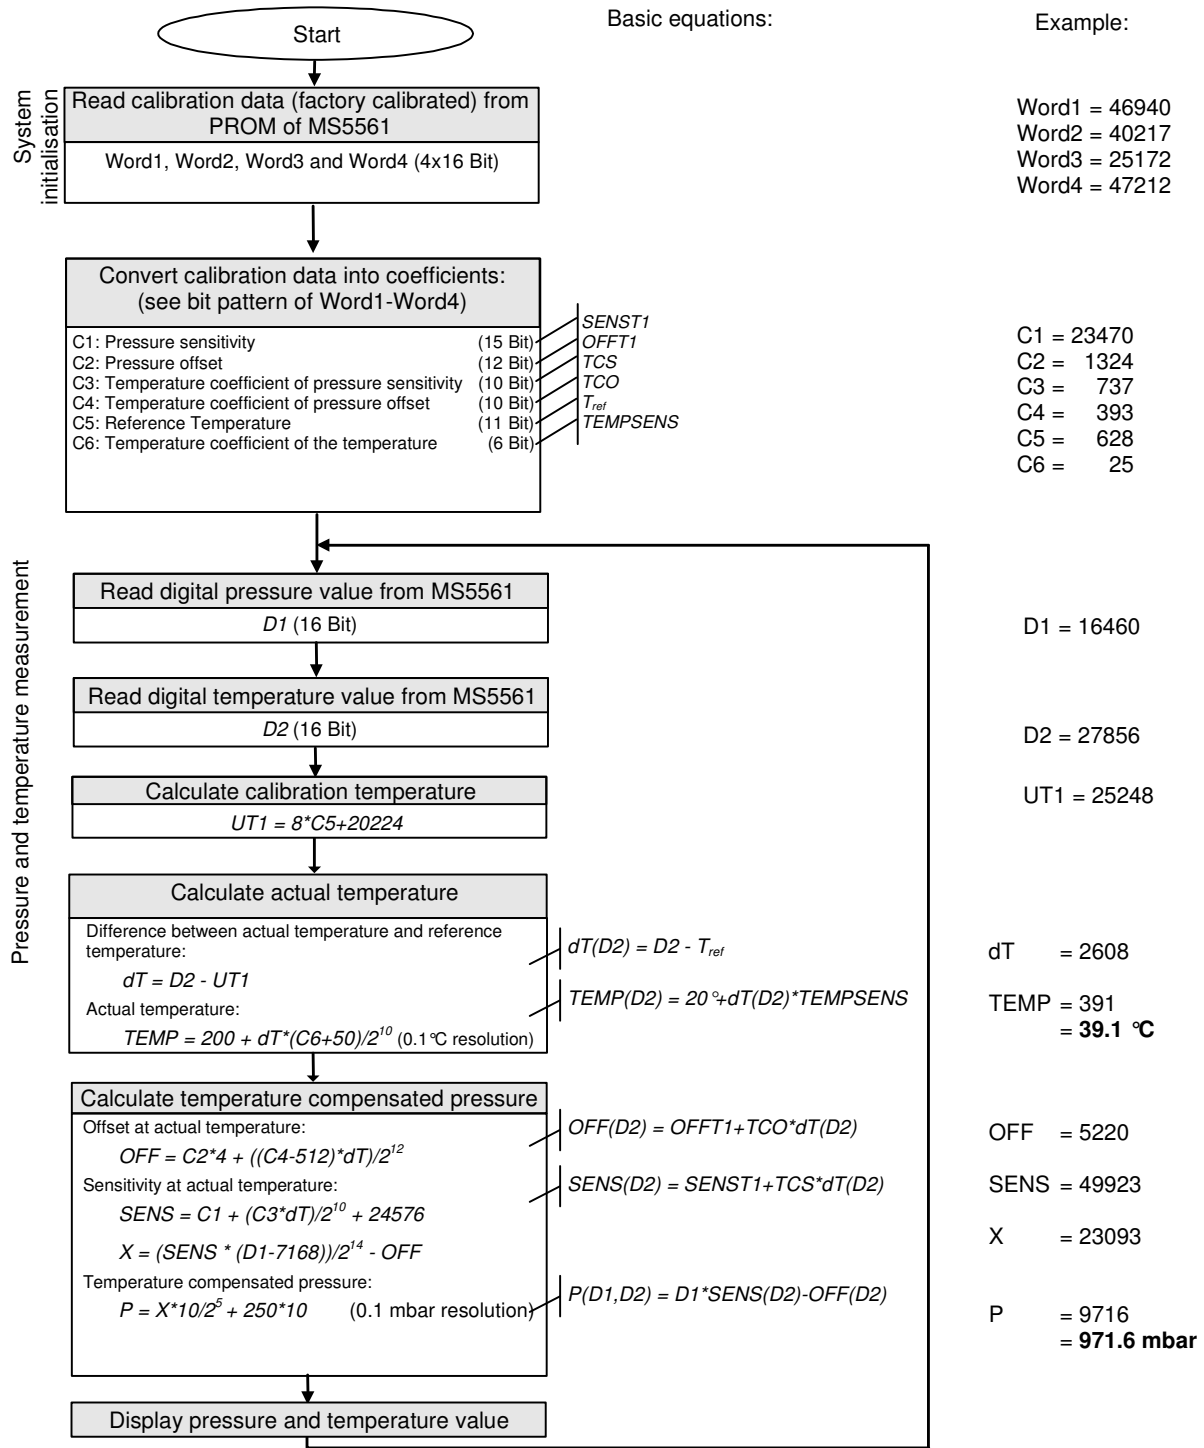 Basic equations:
Example:
Start
System
initialisation
Read calibration data (factory calibrated) from
PROM of MS5561
Word1, Word2, Word3 and Word4 (4x16 Bit)
Word1 = 46940
Word2 = 40217
Word3 = 25172
Word4 = 47212
Convert calibration data into coefficients:
(see bit pattern of Word1-Word4)
C1: Pressure sensitivity (15 Bit) SENST1
C2: Pressure offset (12 Bit) OFFT1
C3: Temperature coefficient of pressure sensitivity (10 Bit) TCS
C4: Temperature coefficient of pressure offset (10 Bit) TCO
C5: Reference Temperature (11 Bit) Tref
C6: Temperature coefficient of the temperature (6 Bit) TEMPSENS
C1 = 23470
C2 = 1324
C3 = 737
C4 = 393
C5 = 628
C6 = 25
Pressure and temperature measurement
Read digital pressure value from MS5561
D1 (16 Bit)
D1 = 16460
Read digital temperature value from MS5561
D2 (16 Bit)
D2 = 27856
Calculate calibration temperature
UT1 = 8*C5+20224
UT1 = 25248
Calculate actual temperature
Difference between actual temperature and reference
temperature:
dT = D2 - UT1
dT(D2) = D2 - Tref
dT = 2608
Actual temperature:
TEMP = 200 + dT*(C6+50)/2^10 (0.1°C resolution)
TEMP(D2) = 20°+dT(D2)*TEMPSENS
TEMP = 391
= 39.1 °C
Calculate temperature compensated pressure
Offset at actual temperature:
OFF = C2*4 + ((C4-512)*dT)/2^12
OFF(D2) = OFFT1+TCO*dT(D2)
OFF = 5220
Sensitivity at actual temperature:
SENS = C1 + (C3*dT)/2^10 + 24576
SENS(D2) = SENST1+TCS*dT(D2)
SENS = 49923
X = (SENS * (D1-7168))/2^14 - OFF
X = 23093
Temperature compensated pressure:
P = X*10/2^5 + 250*10 (0.1 mbar resolution)
P(D1,D2) = D1*SENS(D2)-OFF(D2)
P = 9716
= 971.6 mbar
Display pressure and temperature value